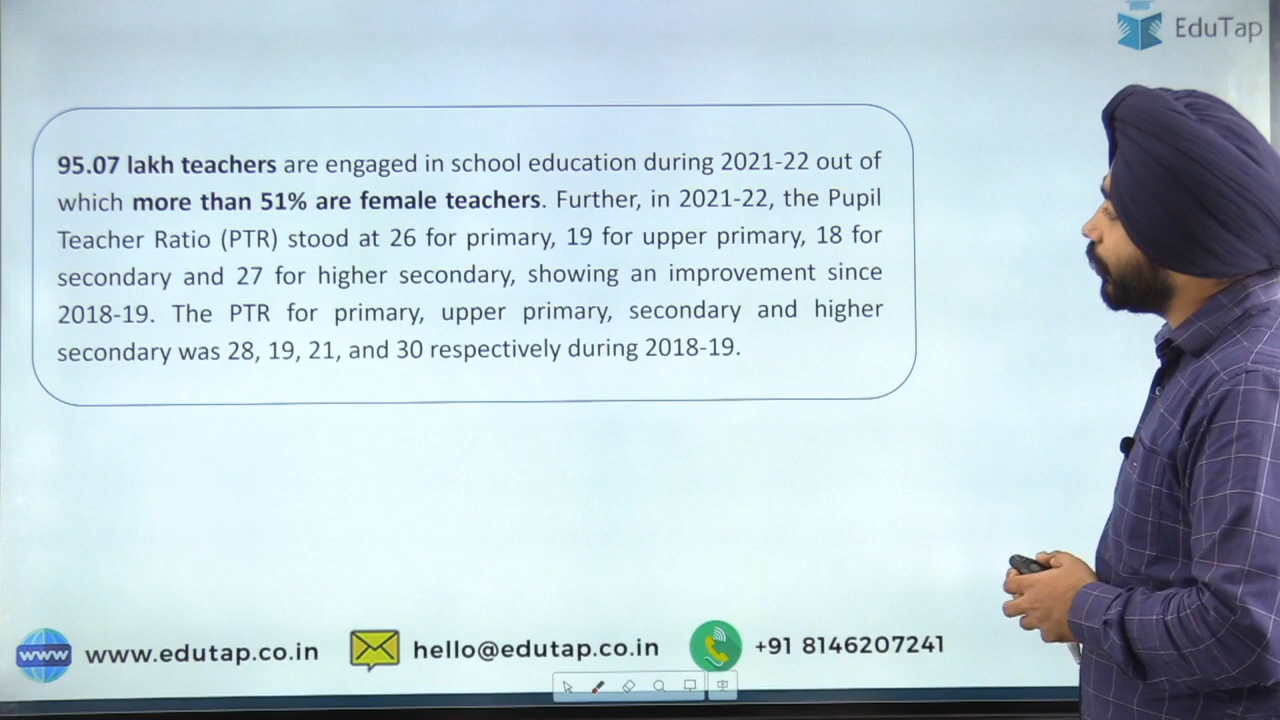 EduTap
95.07 lakh teachers are engaged in school education during 2021-22 out of
which more than 51% are female teachers. Further, in 2021-22, the Pupil
Teacher Ratio (PTR) stood at 26 for primary, 19 for upper primary, 18 for
secondary and 27 for higher secondary, showing an improvement since
2018-19. The PTR for primary, upper primary, secondary and higher
secondary was 28, 19, 21, and 30 respectively during 2018-19.
www www.edutap.co.in hello@edutap.co.in +91 8146207241